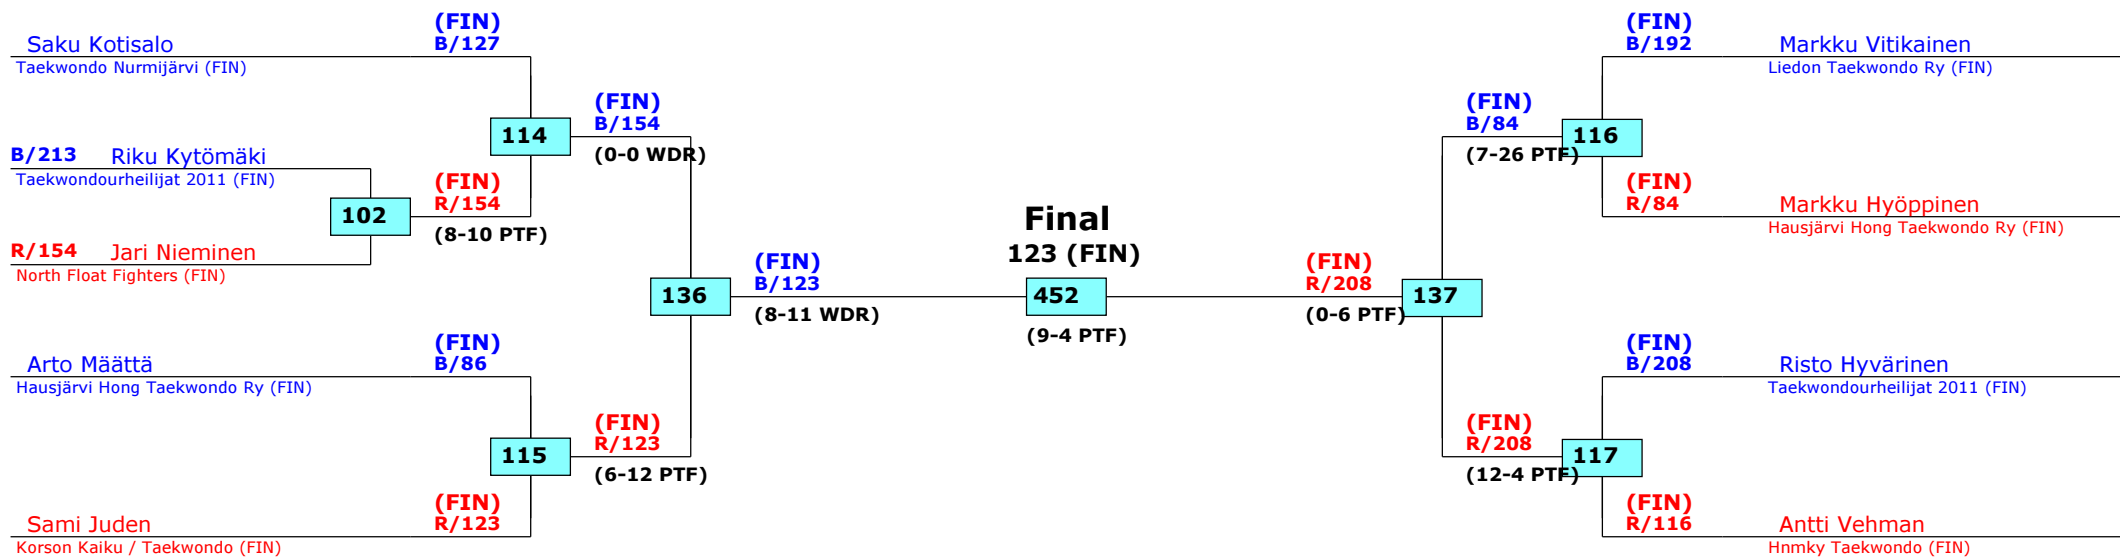 (FIN)
B/127
Saku Kotisalo
Taekwondo Nurmijärvi (FIN)
B/213 Riku Kytömäki
Taekwondourheilijat 2011 (FIN)
102
R/154 Jari Nieminen
North Float Fighters (FIN)
(FIN)
R/154
(8-10 PTF)
114
(FIN)
B/154
(0-0 WDR)
136
(FIN)
B/86
Arto Määttä
Hausjärvi Hong Taekwondo Ry (FIN)
115
(FIN)
R/123
(6-12 PTF)
(FIN)
R/123
Sami Juden
Korson Kaiku / Taekwondo (FIN)
(FIN)
B/123
(8-11 WDR)
Final
123 (FIN)
452
(9-4 PTF)
(FIN)
R/208
(0-6 PTF)
137
(FIN)
B/84
(7-26 PTF)
116
(FIN)
B/192
Markku Vitikainen
Liedon Taekwondo Ry (FIN)
(FIN)
R/84
Markku Hyöppinen
Hausjärvi Hong Taekwondo Ry (FIN)
(FIN)
R/208
(12-4 PTF)
117
(FIN)
B/208
Risto Hyvärinen
Taekwondourheilijat 2011 (FIN)
(FIN)
R/116
Antti Vehman
Hnmky Taekwondo (FIN)